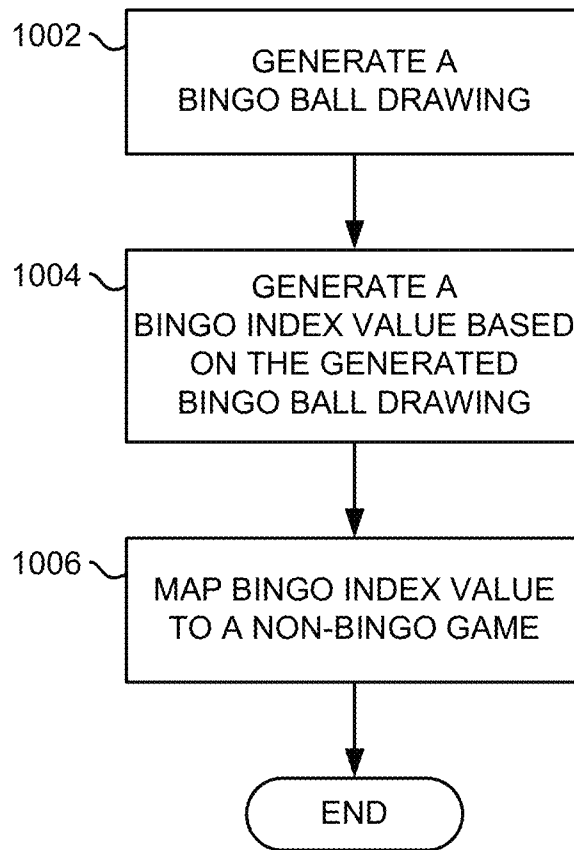 1002
GENERATE A
BINGO BALL DRAWING
1004
GENERATE A
BINGO INDEX VALUE BASED
ON THE GENERATED
BINGO BALL DRAWING
1006
MAP BINGO INDEX VALUE
TO A NON-BINGO GAME
END